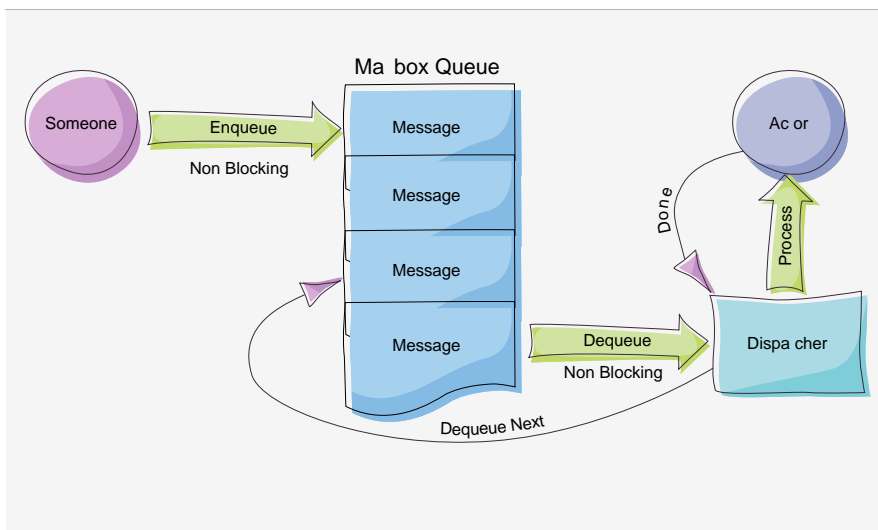 Ma box Queue
Someone
Enqueue
Non Blocking
Message
Message
Message
Message
Ac or
Done
Process
Dequeue
Non Blocking
Dispa cher
Dequeue Next